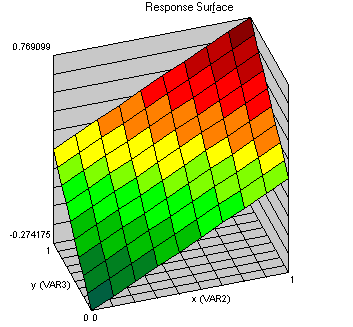 Response Surface
0.769099
-0.274175
1
y (VAR3)
0 0
x (VAR2)
1